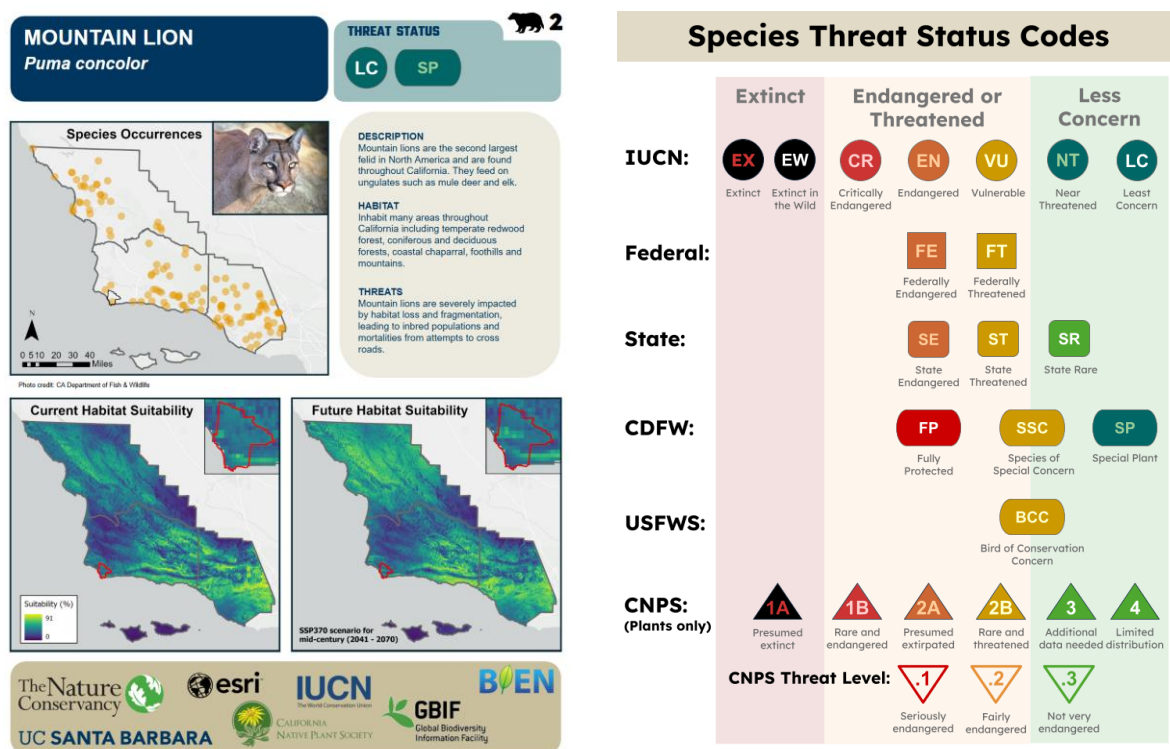 MOUNTAIN LION
Puma concolor
THREAT STATUS
2
LC
SP
Species Occurrences
N
0 5 10 20 30 40
Miles
Photo credit: CA Department of Fish & Wildlife
DESCRIPTION
Mountain lions are the second largest
felid in North America and are found
throughout California. They feed on
ungulates such as mule deer and elk.
HABITAT
Inhabit many areas throughout
California including temperate redwood
forest, coniferous and deciduous
forests, coastal chaparral, foothills and
mountains.
THREATS
Mountain lions are severely impacted
by habitat loss and fragmentation,
leading to inbred populations and
mortalities from attempts to cross
roads.
Current Habitat Suitability
Suitability (%)
91
0
Future Habitat Suitability
SSP370 scenario for
mid-century (2041 - 2070)
The Nature
Conservancy
esri
IUCN
The World Conservation Union
BIEN
CALIFORNIA
NATIVE PLANT SOCIETY
GBIF
Global Biodiversity
Information Facility
UC SANTA BARBARA
Species Threat Status Codes
Extinct
Endangered or
Threatened
Less
Concern
IUCN:
EX
EW
CR
EN
VU
NT
LC
Extinct
Extinct in
the Wild
Critically
Endangered
Endangered
Vulnerable
Near
Threatened
Least
Concern
Federal:
FE
FT
Federally
Endangered
Federally
Threatened
State:
SE
ST
SR
State
Endangered
State
Threatened
State Rare
CDFW:
FP
SSC
SP
Fully
Protected
Species of
Special Concern
Special Plant
USFWS:
BCC
Bird of Conservation
Concern
CNPS:
(Plants only)
1A
1B
2A
2B
3
4
Presumed
extinct
Rare and
endangered
Presumed
extirpated
Rare and
threatened
Additional
data needed
Limited
distribution
CNPS Threat Level:
.1
.2
.3
Seriously
endangered
Fairly
endangered
Not very
endangered